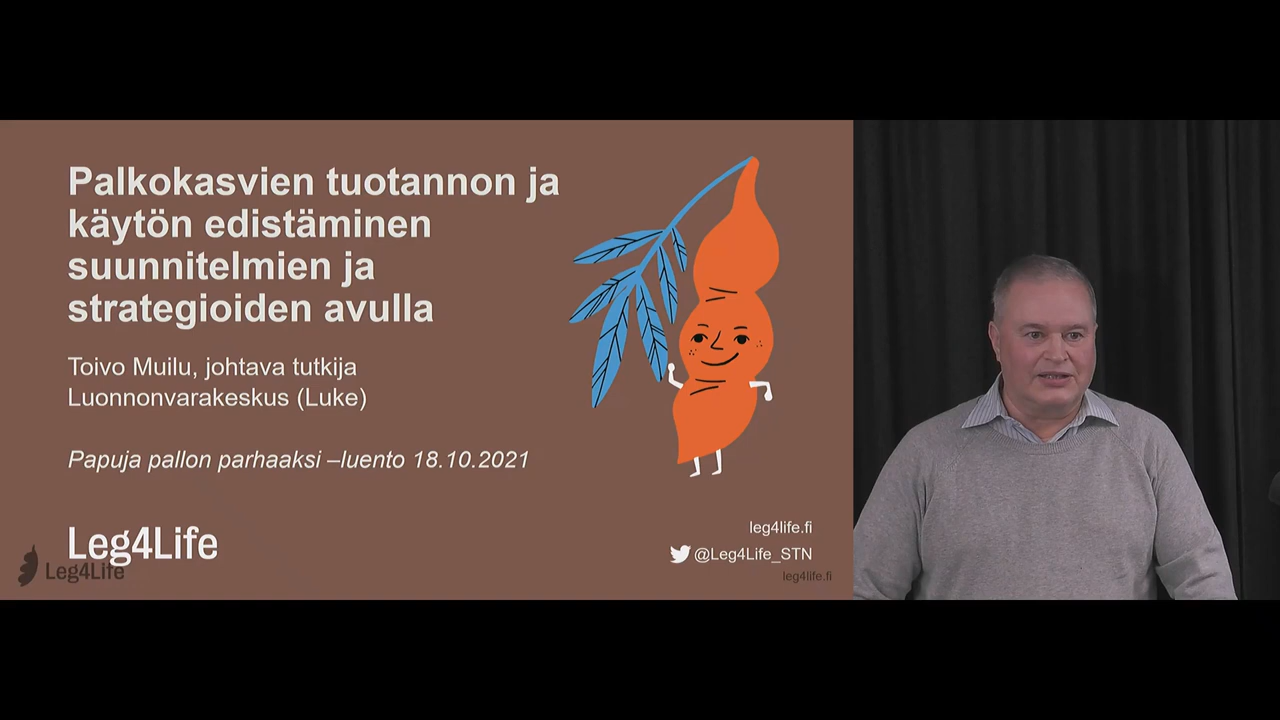 Palkokasvien tuotannon ja
käytön edistäminen
suunnitelmien ja
strategioiden avulla
Toivo Muilu, johtava tutkija
Luonnonvarakeskus (Luke)
Papuja pallon parhaaksi –luento 18.10.2021
Leg4Life
Leg4Life
leg4life.fi
@Leg4Life_STN
leg4life.fi